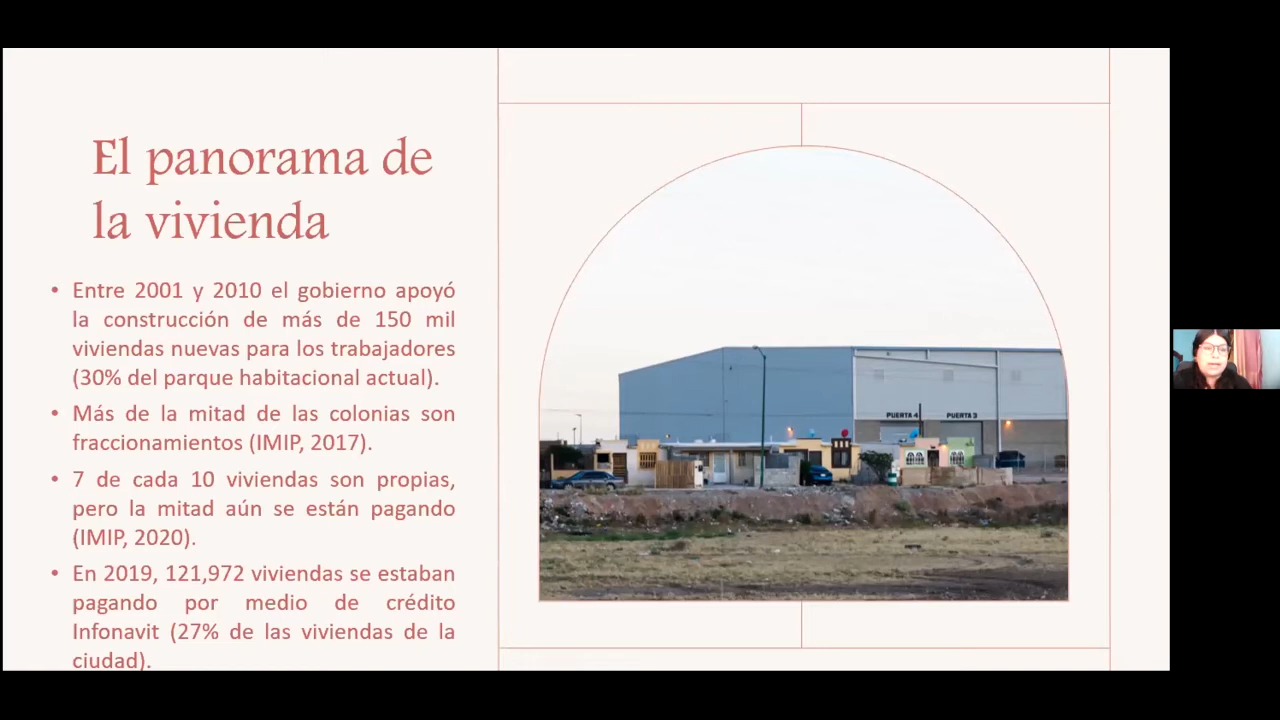 El panorama de
la vivienda
• Entre 2001 y 2010 el gobierno apoyó
la construcción de más de 150 mil
viviendas nuevas para los trabajadores
(30% del parque habitacional actual).
• Más de la mitad de las colonias son
fraccionamientos (IMIP, 2017).
• 7 de cada 10 viviendas son propias,
pero la mitad aún se están pagando
(IMIP, 2020).
• En 2019, 121,972 viviendas se estaban
pagando por medio de crédito
Infonavit (27% de las viviendas de la
ciudad).
PUERTA 4 PUERTA 3